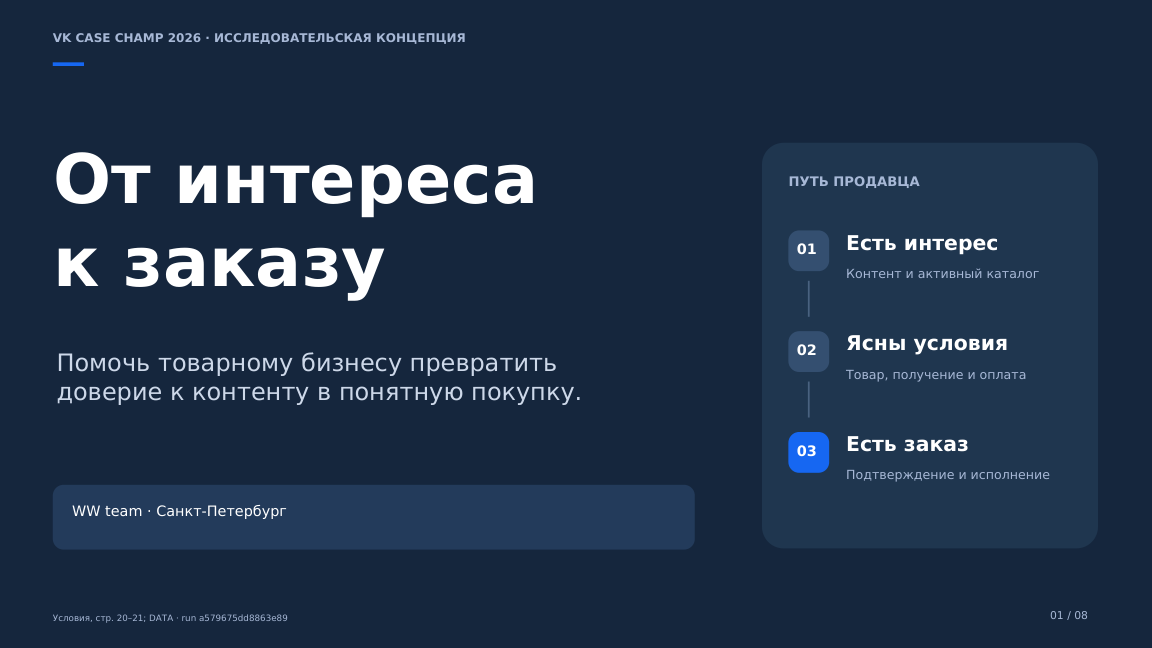 VK CASE CHAMP 2026 · ИССЛЕДОВАТЕЛЬСКАЯ КОНЦЕПЦИЯ
От интереса
к заказу
Помочь товарному бизнесу превратить
доверие к контенту в понятную покупку.
WW team · Санкт-Петербург
ПУТЬ ПРОДАВЦА
01
Есть интерес
Контент и активный каталог
02
Ясны условия
Товар, получение и оплата
03
Есть заказ
Подтверждение и исполнение
Условия, стр. 20–21; DATA · run a579675dd8863e89
01 / 08